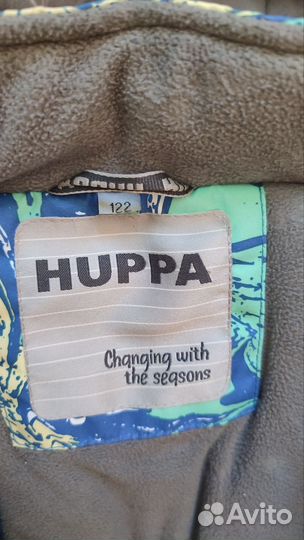 122
HUPPA
Changing with
the seasons
Avito